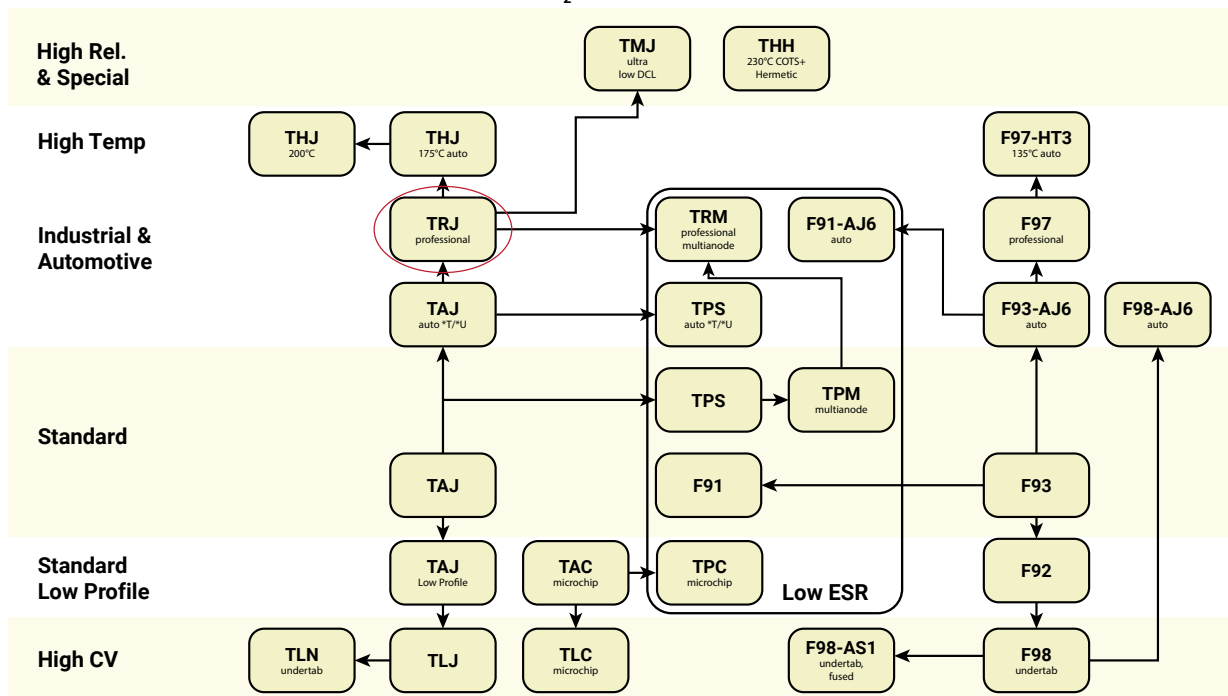 2
High Rel.
& Special
TMJ
ultra
low DCL
THH
230°C COTS+
Hermetic
High Temp
THJ
200°C
THJ
175°C auto
F97-HT3
135°C auto
Industrial &
Automotive
TRJ
professional
TRM
professional
multianode
F91-AJ6
auto
F97
professional
TAJ
auto *T/*U
TPS
auto *T/*U
F93-AJ6
auto
F98-AJ6
auto
Standard
TPS
TPM
multianode
TAJ
F91
F93
Standard
Low Profile
TAJ
Low Profile
TAC
microchip
TPC
microchip
Low ESR
F92
High CV
TLN
undertab
TLJ
TLC
microchip
F98-AS1
undertab,
fused
F98
undertab